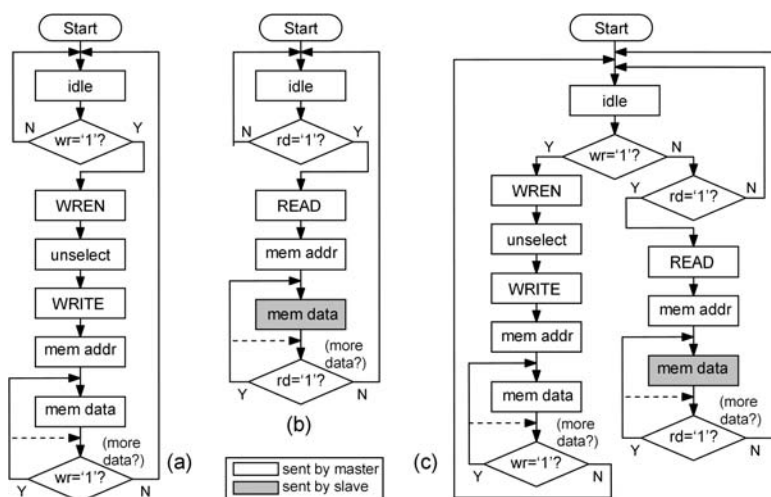 Start
idle
N
Y
wr=‘1’?
WREN
unselect
WRITE
mem addr
mem data
(more
data?)
wr=‘1’?
Y
N
(a)
Start
idle
N
Y
rd=‘1’?
READ
mem addr
mem data
(more
data?)
rd=‘1’?
Y
N
(b)
sent by master
sent by slave
Start
idle
Y
wr=‘1’?
N
WREN
Y
rd=‘1’?
N
unselect
READ
WRITE
mem addr
mem addr
mem data
mem data
(more
data?)
(more
data?)
rd=‘1’?
Y
N
wr=‘1’?
Y
N
(c)